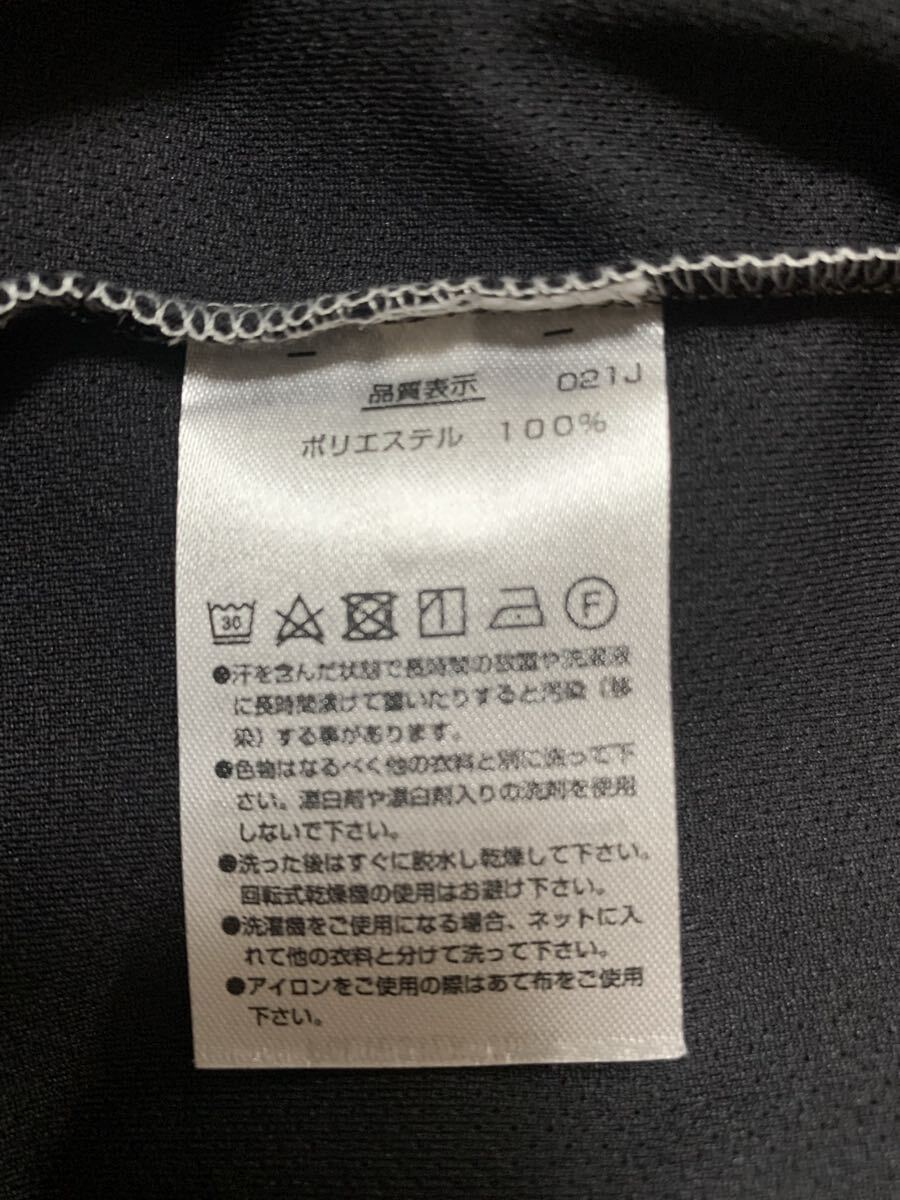 品質表示 021J
ポリエステル 100%
30 F
●汗を含んだ状態で長時間の放置や洗濯液
に長時間浸けて置いたりすると汚染（移
染）する事があります。
●色物はなるべく他の衣料と別に洗って下
さい。漂白剤や漂白剤入りの洗剤を使用
しないで下さい。
●洗った後はすぐに脱水し乾燥して下さい。
回転式乾燥機の使用はお避け下さい。
●洗濯機をご使用になる場合、ネットに入
れて他の衣料と分けて洗って下さい。
●アイロンをご使用の際はあて布をご使用
下さい。